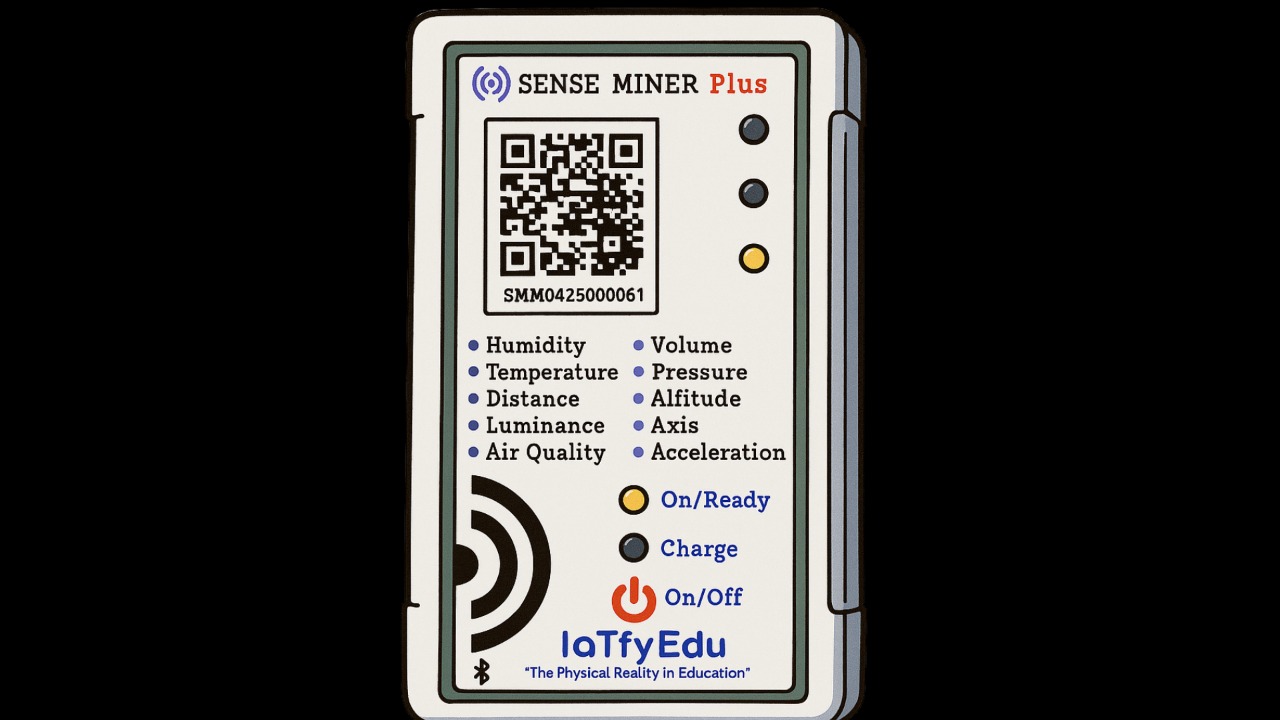 SENSE MINER Plus
SMM0425000061
Humidity
Temperature
Distance
Luminance
Air Quality
Volume
Pressure
Alfitude
Axis
Acceleration
On/Ready
Charge
On/Off
IaTfyEdu
"The Physical Reality in Education"